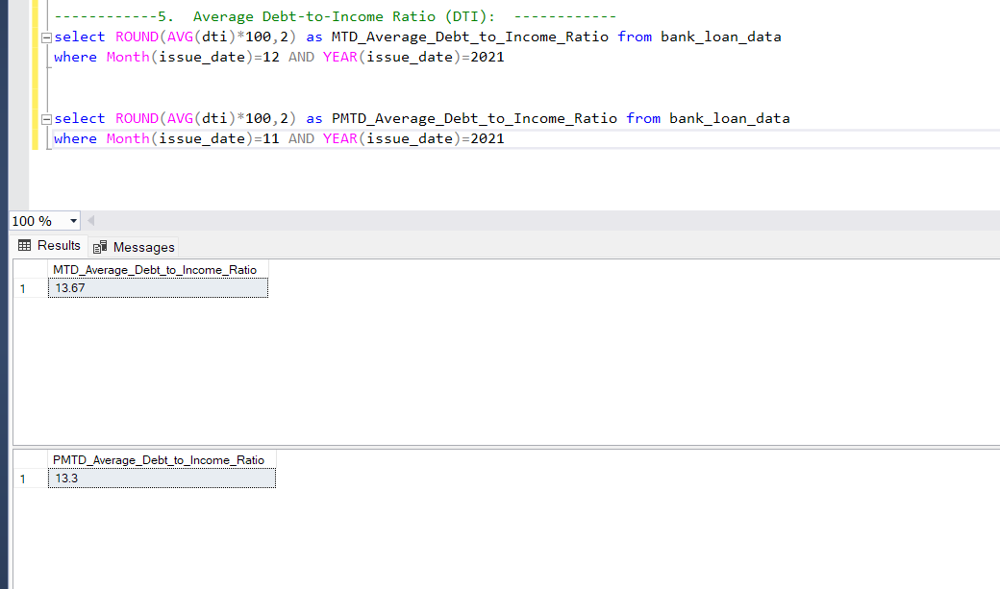 ------------5.  Average Debt-to-Income Ratio (DTI):  ------------
select ROUND(AVG(dti)*100,2) as MTD_Average_Debt_to_Income_Ratio from bank_loan_data
where Month(issue_date)=12 AND YEAR(issue_date)=2021
select ROUND(AVG(dti)*100,2) as PMTD_Average_Debt_to_Income_Ratio from bank_loan_data
where Month(issue_date)=11 AND YEAR(issue_date)=2021
100 %
Results Messages
MTD_Average_Debt_to_Income_Ratio
1 13.67
PMTD_Average_Debt_to_Income_Ratio
1 13.3